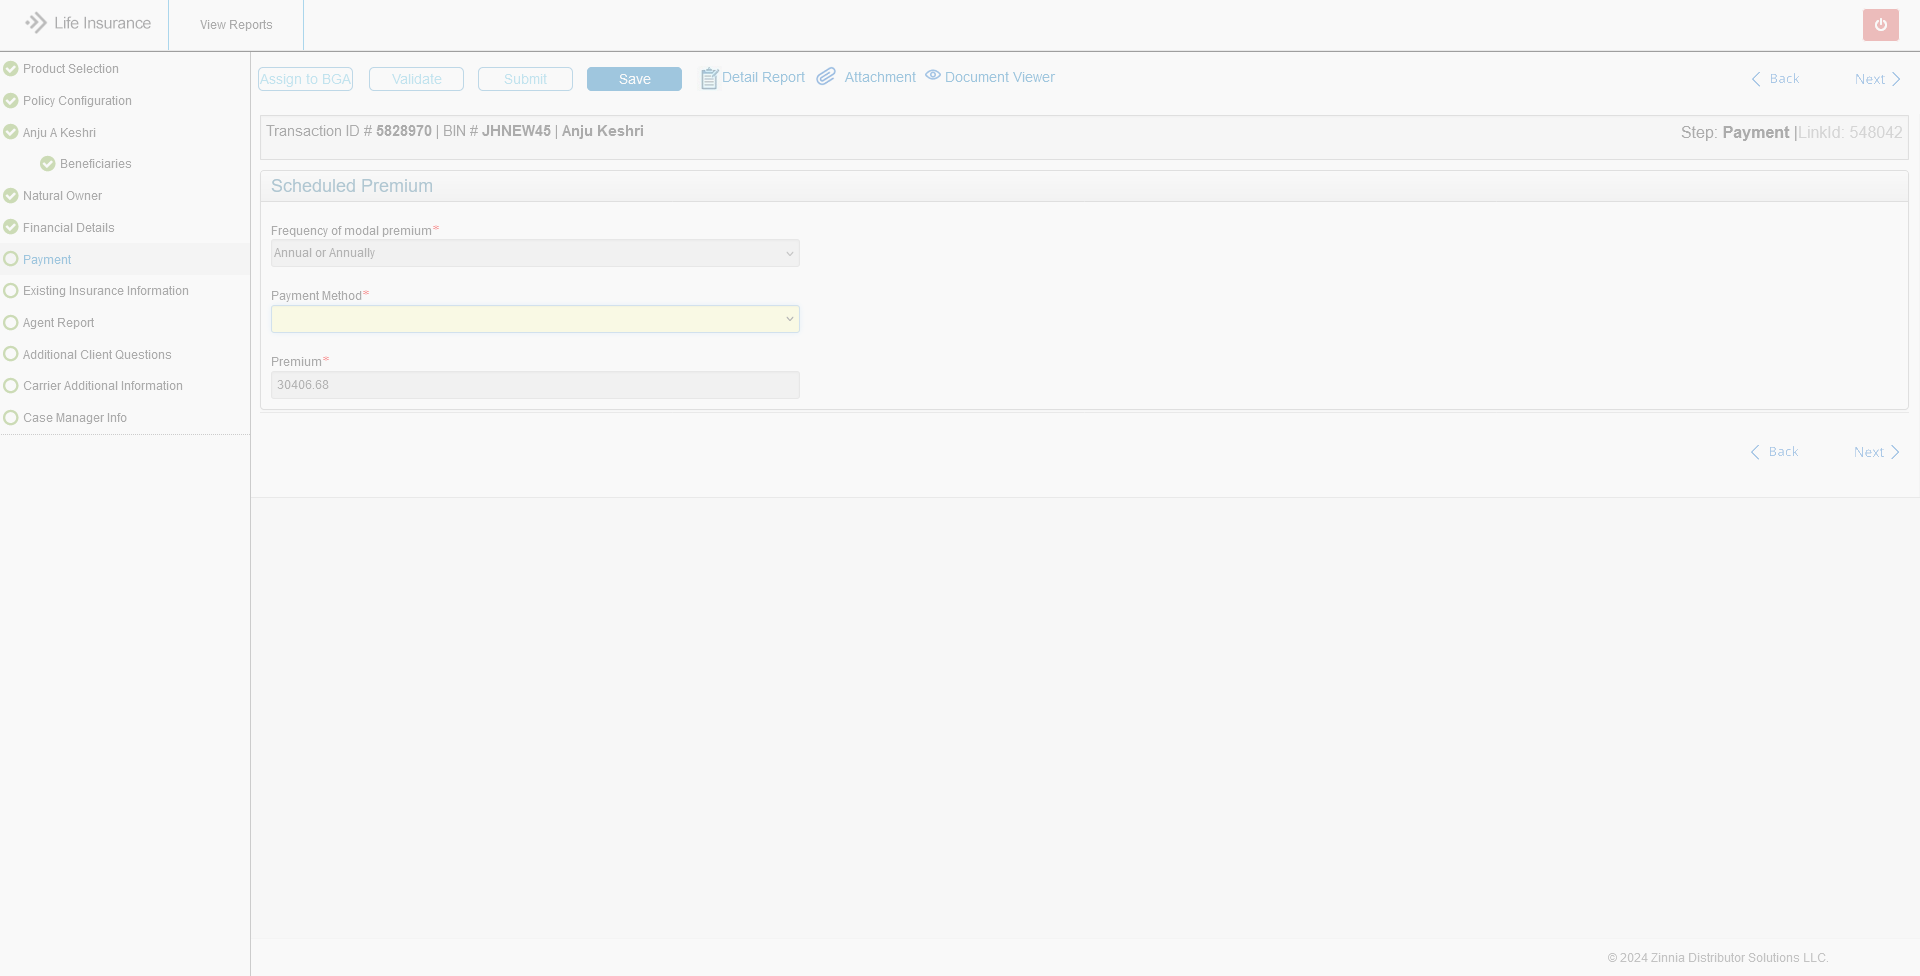 Life Insurance
View Reports
Product Selection
Policy Configuration
Anju A Keshri
Beneficiaries
Natural Owner
Financial Details
Payment
Existing Insurance Information
Agent Report
Additional Client Questions
Carrier Additional Information
Case Manager Info
Assign to BGA Validate Submit Save Detail Report Attachment Document Viewer Back Next
Transaction ID # 5828970 | BIN # JHNEW45 | Anju Keshri
Step: Payment |LinkId: 548042
Scheduled Premium
Frequency of modal premium*
Annual or Annually
Payment Method*
Premium*
30406.68
Back Next
© 2024 Zinnia Distributor Solutions LLC.